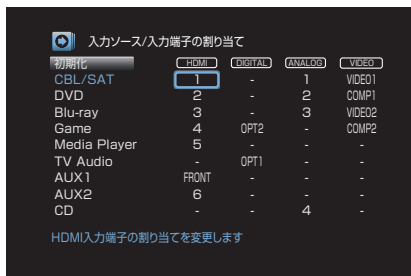 入力ソース/入力端子の割り当て
初期化 HDMI DIGITAL ANALOG VIDEO
CBL/SAT 1 - 1 VIDEO1
DVD 2 - 2 COMP1
Blu-ray 3 - 3 VIDEO2
Game 4 OPT2 - COMP2
Media Player 5 - - -
TV Audio - OPT1 - -
AUX1 FRONT - - -
AUX2 6 - - -
CD - - 4 -
HDMI入力端子の割り当てを変更します